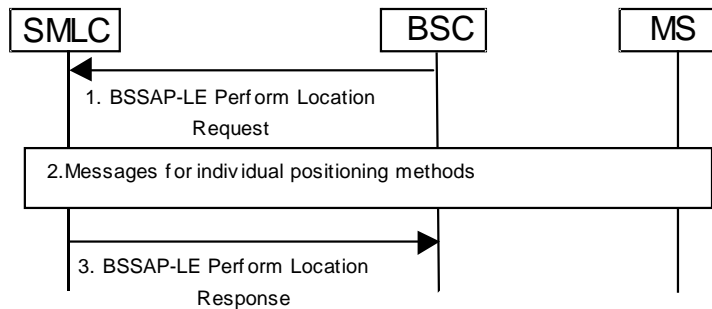 SMLC
BSC
MS
1. BSSAP-LE Perform Location
Request
2.Messages for individual positioning methods
3. BSSAP-LE Perform Location
Response